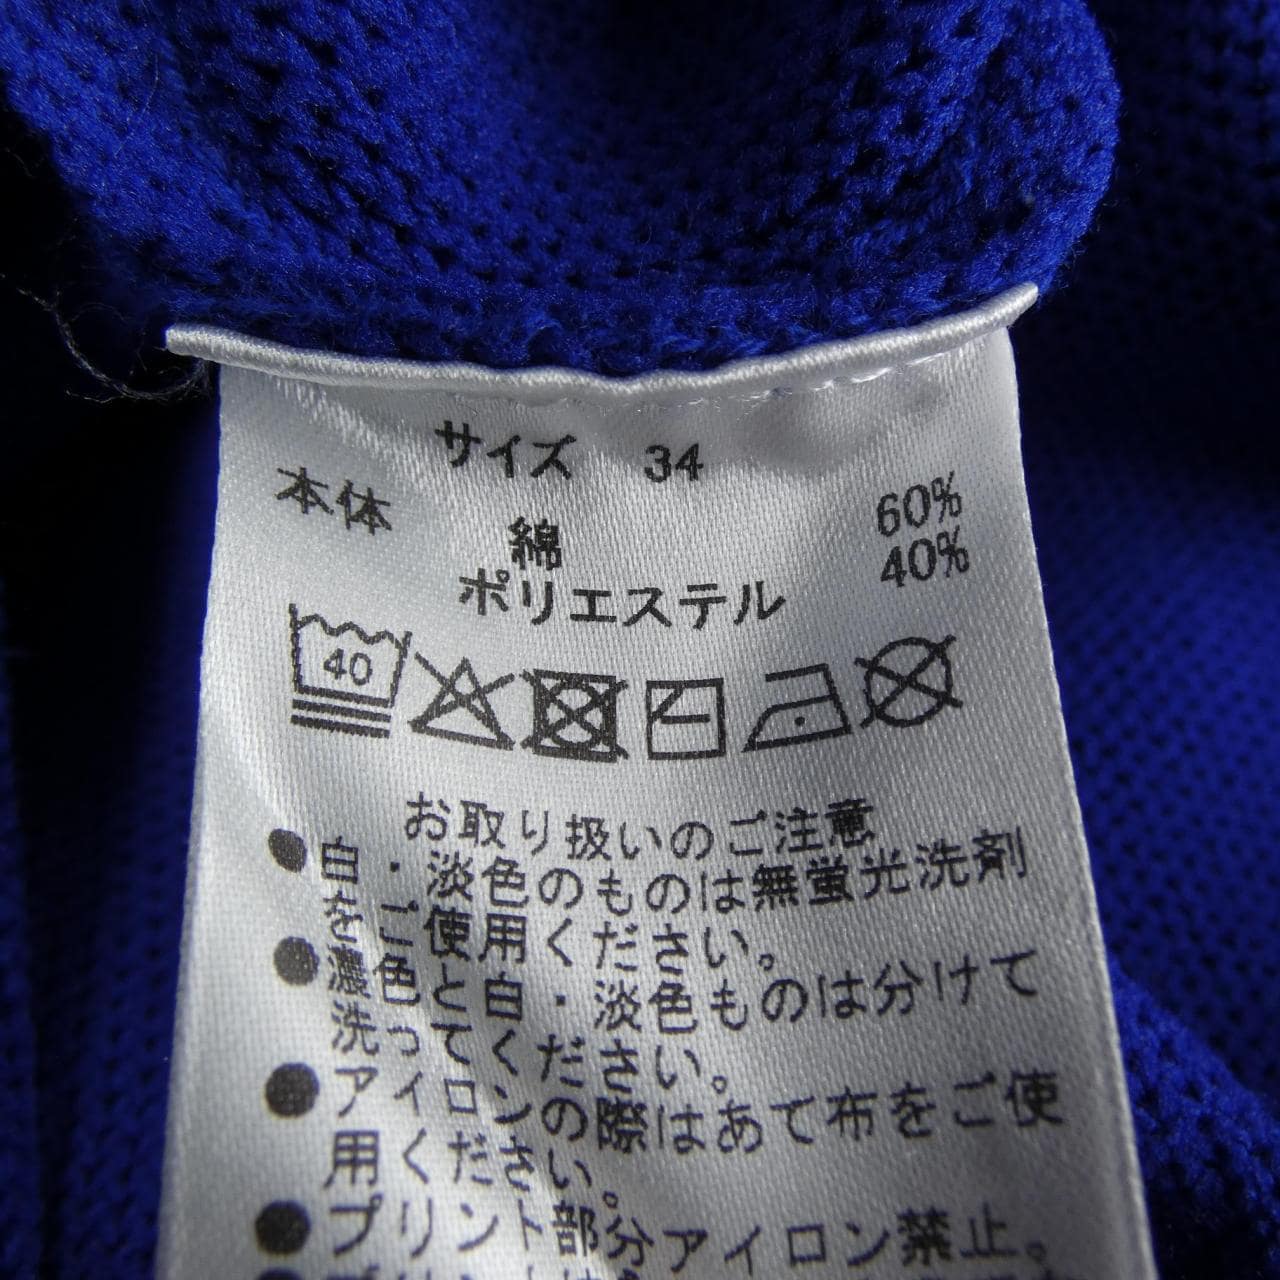 サイズ 34
本体 綿 60%
ポリエステル 40%
40
お取り扱いのご注意
●白・淡色のものは無蛍光洗剤
をご使用ください。
●濃色と白・淡色ものは分けて
洗ってください。
●アイロンの際はあて布をご使
用ください。
●プリント部分アイロン禁止。